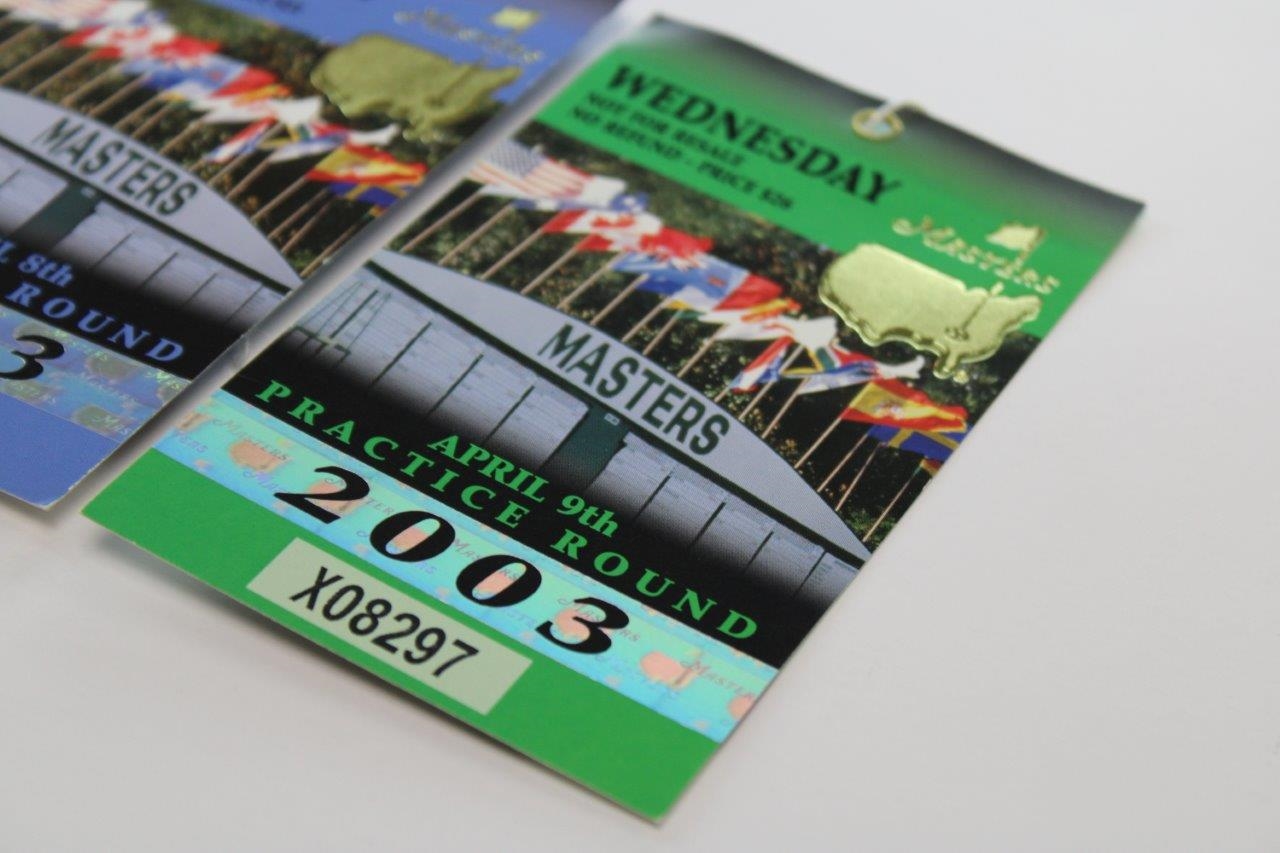 MASTERS
8th
ROUND
3
WEDNESDAY
NOT FOR RESALE
NO REFUND - PRICE $26
Masters
MASTERS
APRIL 9th
PRACTICE ROUND
2003
X08297